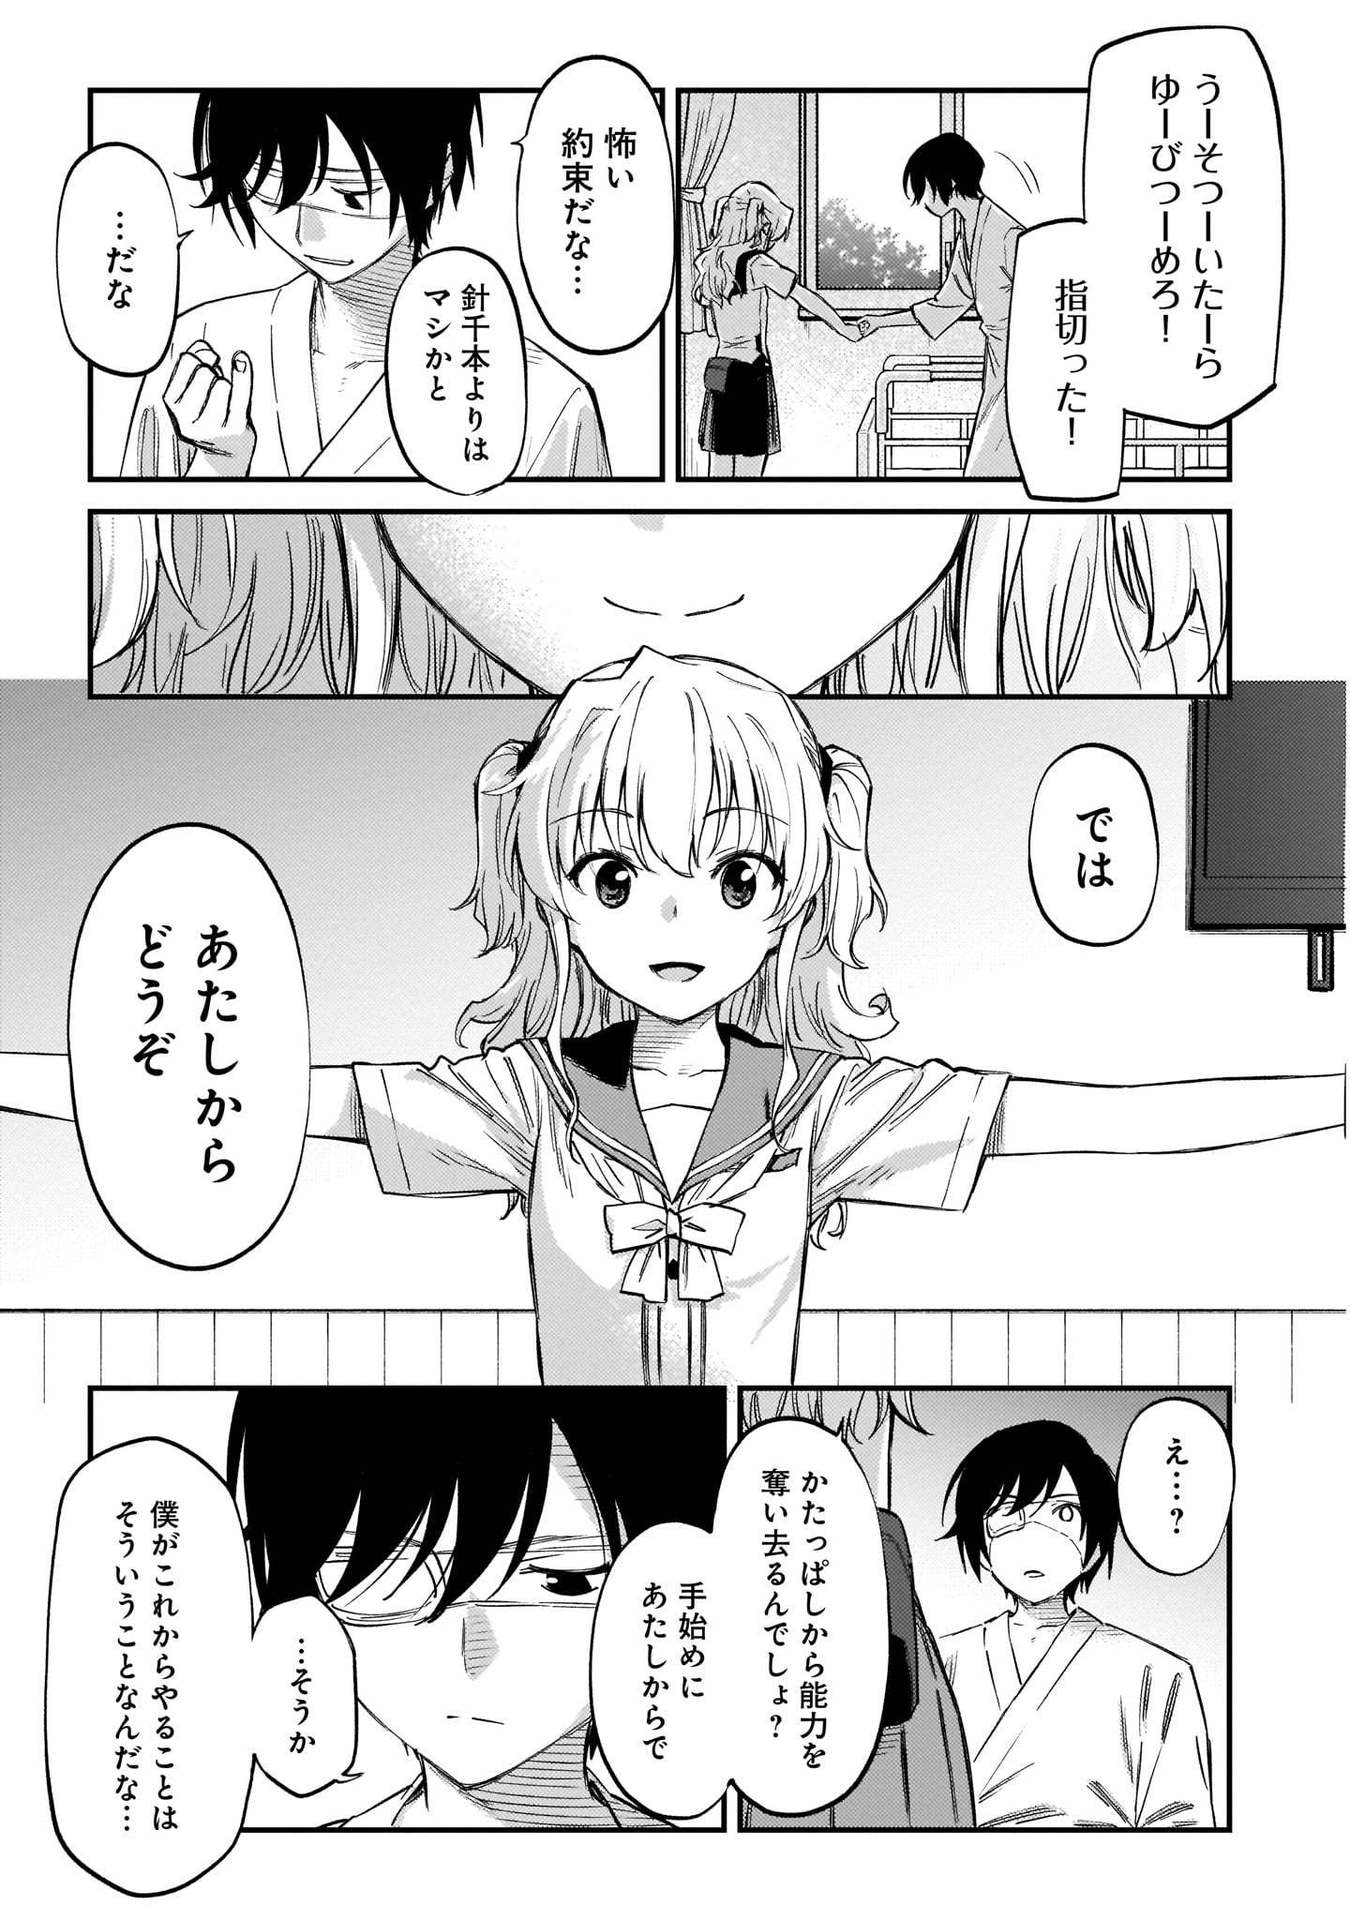 うーそつーいたーら
ゆーびつーめろ！
指切った！
怖い
約束だな…
針千本よりは
マシかと
…だな
では
あたしから
どうぞ
え…？
かたっぱしから能力を
奪い去るんでしょ？
手始めに
あたしからで
…そうか
僕がこれからやることは
そういうことなんだな…